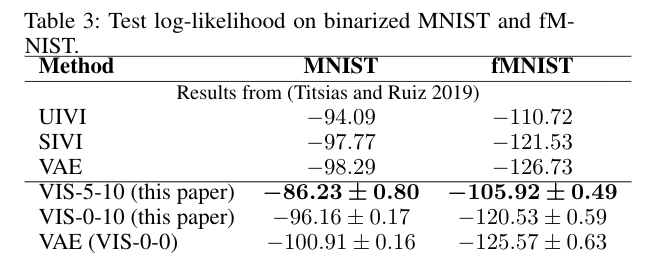 Table 3: Test log-likelihood on binarized MNIST and fM-
NIST.
Method MNIST fMNIST
Results from (Titsias and Ruiz 2019)
UIVI −94.09 −110.72
SIVI −97.77 −121.53
VAE −98.29 −126.73
VIS-5-10 (this paper) −86.23 ± 0.80 −105.92 ± 0.49
VIS-0-10 (this paper) −96.16 ± 0.17 −120.53 ± 0.59
VAE (VIS-0-0) −100.91 ± 0.16 −125.57 ± 0.63